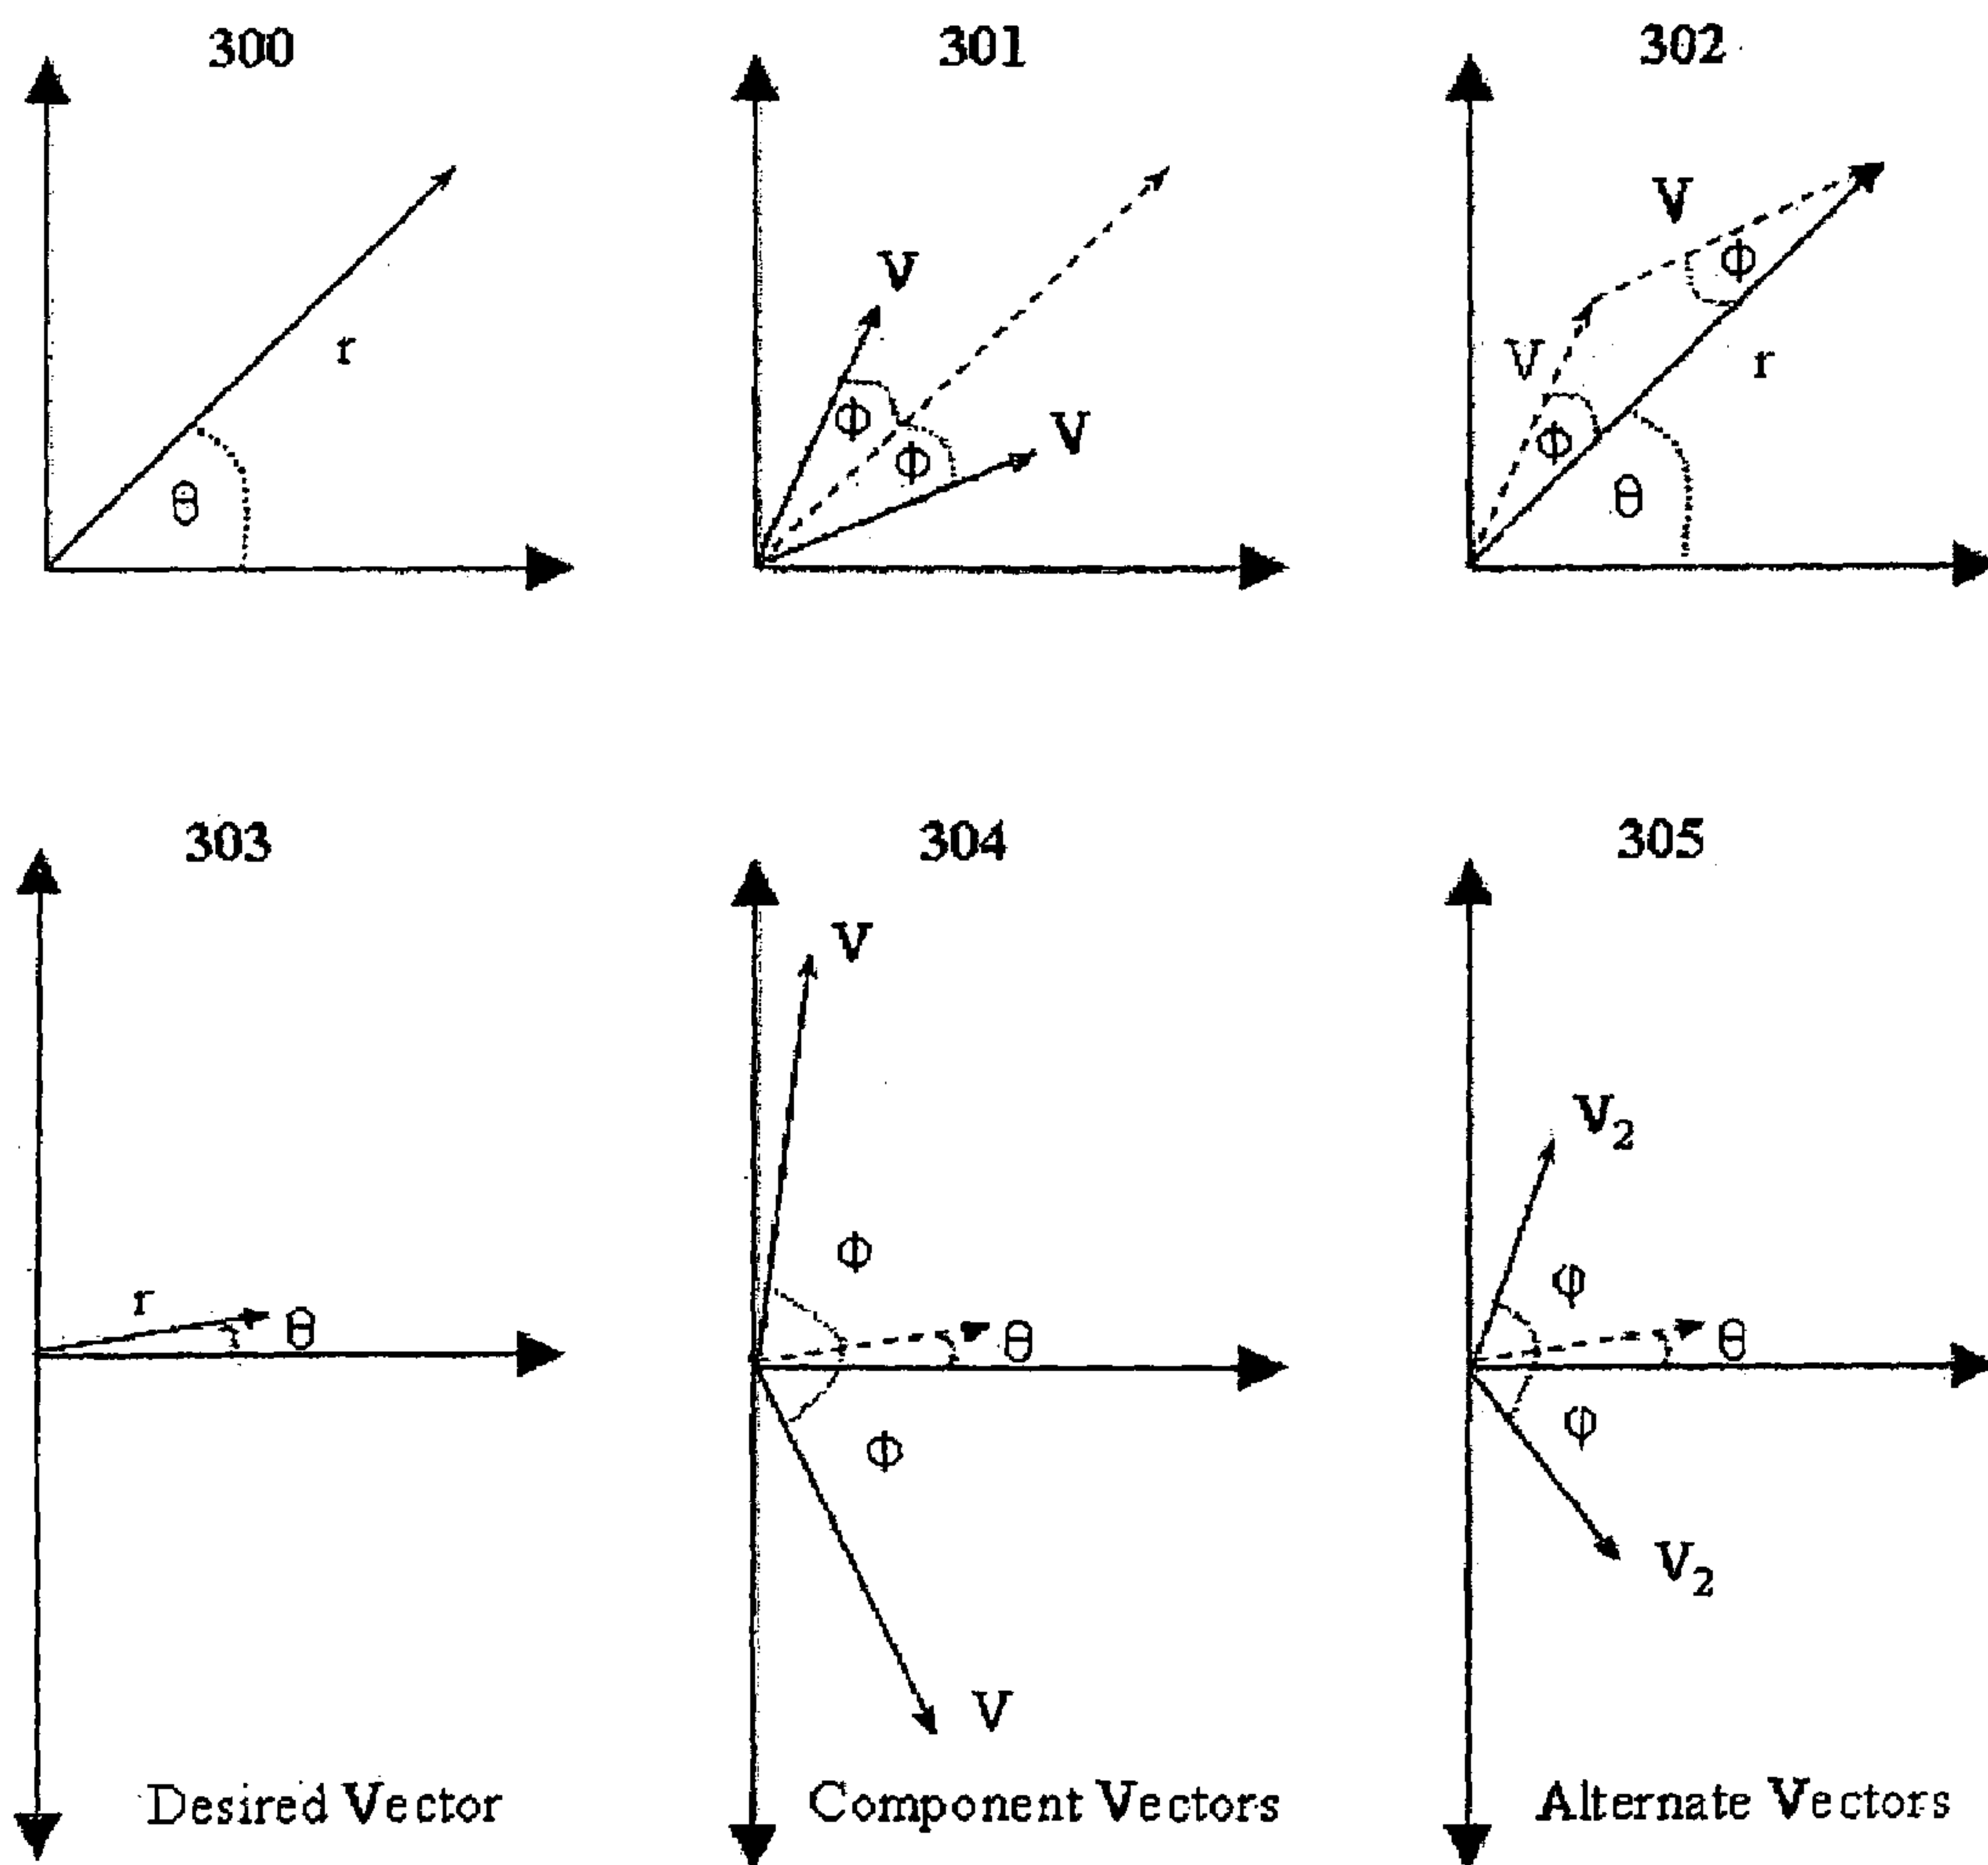 300
301
302
V
V
V
Φ
r
V
r
Φ
V
Φ
Φ
θ
θ
303
304
305
V
V₂
Φ
φ
r
θ
θ
θ
φ
Φ
V₂
V
Desired Vector
Component Vectors
Alternate Vectors